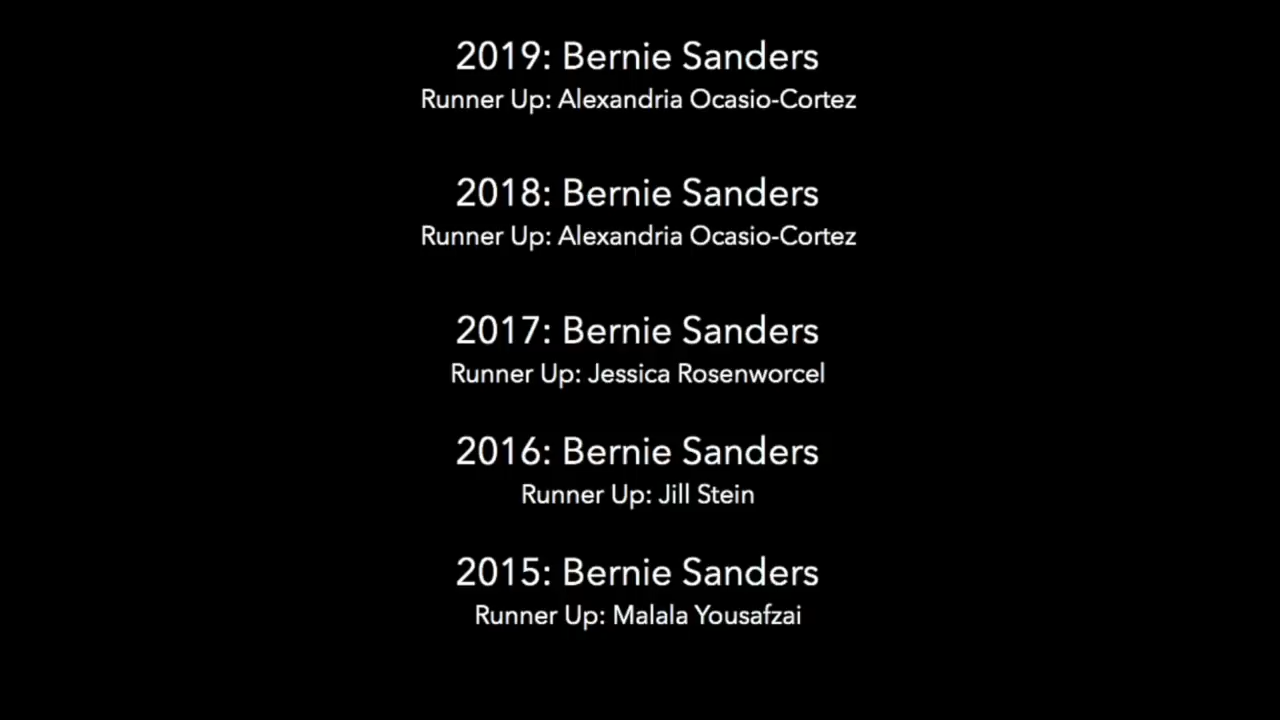 2019: Bernie Sanders
Runner Up: Alexandria Ocasio-Cortez
2018: Bernie Sanders
Runner Up: Alexandria Ocasio-Cortez
2017: Bernie Sanders
Runner Up: Jessica Rosenworcel
2016: Bernie Sanders
Runner Up: Jill Stein
2015: Bernie Sanders
Runner Up: Malala Yousafzai